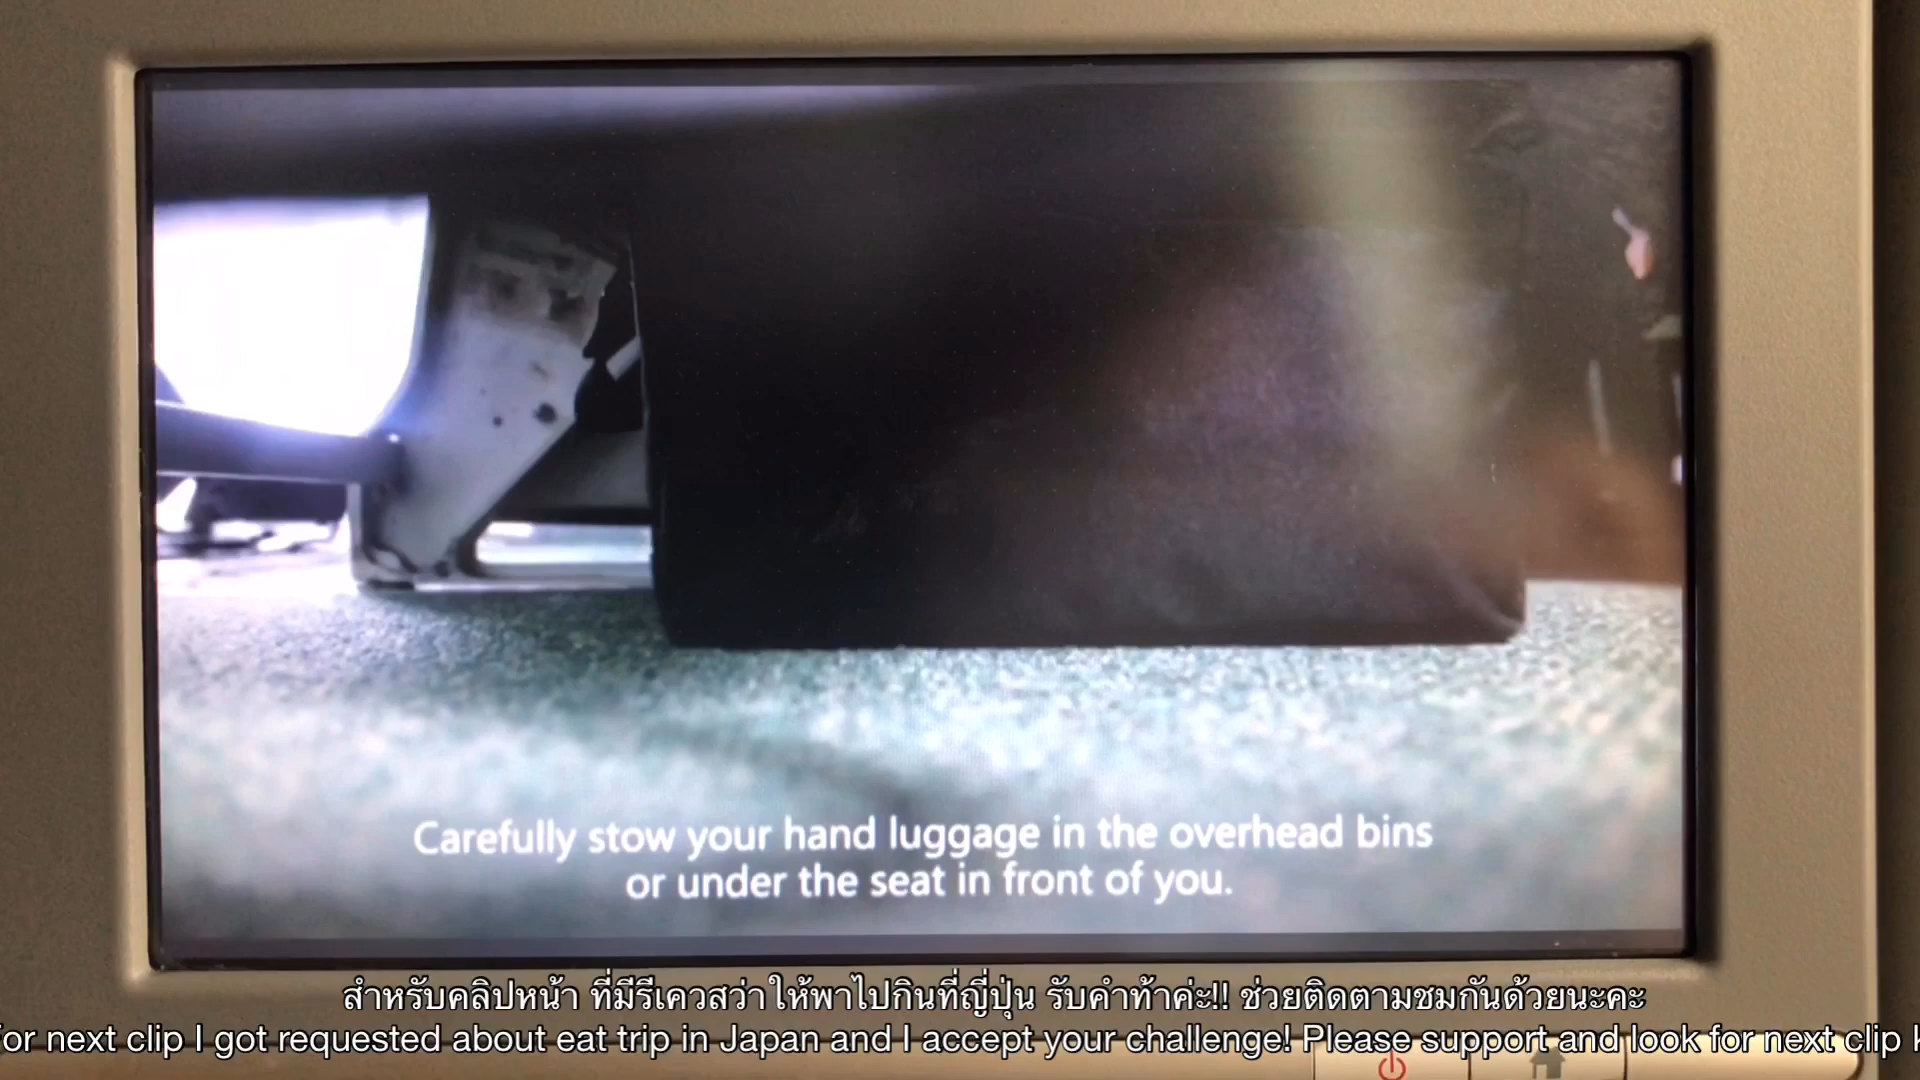 Carefully stow your hand luggage in the overhead bins
or under the seat in front of you.
สำหรับคลิปหน้า ที่มีรีเควสว่าให้พาไปกินที่ญี่ปุ่น รับคำท้าค่ะ!! ช่วยติดตามชมกันด้วยนะคะ
for next clip I got requested about eat trip in Japan and I accept your challenge! Please support and look for next clip k